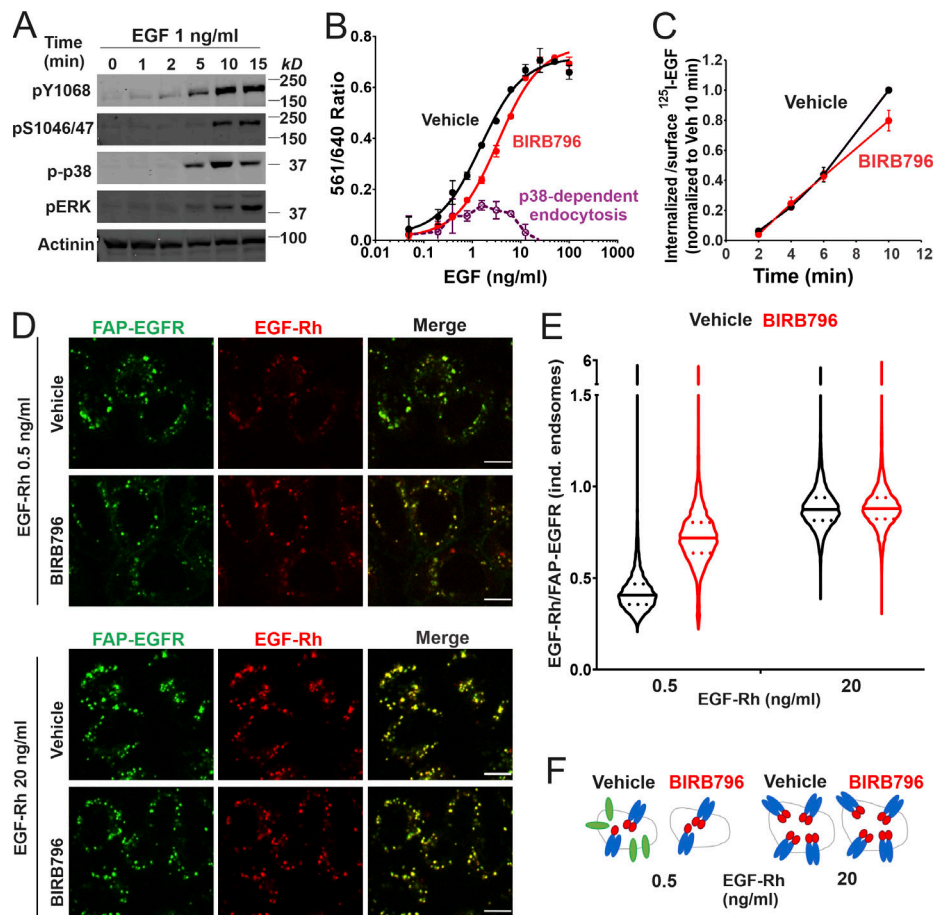 A
EGF 1 ng/ml
Time
(min)
0 1 2 5 10 15 kD
pY1068
250
150
pS1046/47
250
150
p-p38
37
pERK
37
Actinin
100
B
561/640 Ratio
0.8
0.6
0.4
0.2
0.0
Vehicle
BIRB796
p38-dependent
endocytosis
0.01 0.1 1 10 100 1000
EGF (ng/ml)
C
Internalized /surface ¹²⁵I-EGF
(normalized to Veh 10 min)
1.2
1.0
0.8
0.6
0.4
0.2
0.0
Vehicle
BIRB796
0 2 4 6 8 10 12
Time (min)
D
FAP-EGFR EGF-Rh Merge
EGF-Rh 0.5 ng/ml
Vehicle
BIRB796
FAP-EGFR EGF-Rh Merge
EGF-Rh 20 ng/ml
Vehicle
BIRB796
E
Vehicle BIRB796
EGF-Rh/FAP-EGFR (ind. endsomes)
6
1.5
1.0
0.5
0.0
0.5 20
EGF-Rh (ng/ml)
F
Vehicle BIRB796 Vehicle BIRB796
0.5 EGF-Rh 20
(ng/ml)